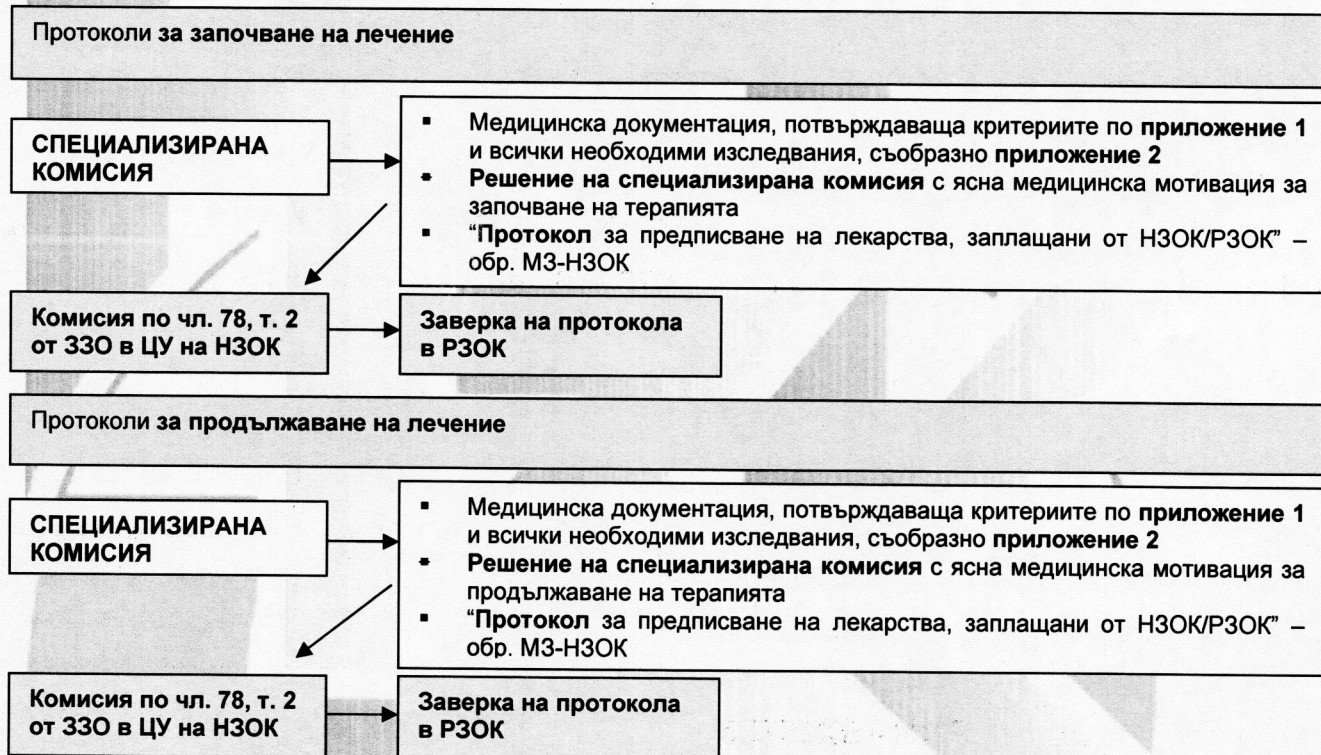 Протоколи за започване на лечение
СПЕЦИАЛИЗИРАНА
КОМИСИЯ
▪ Медицинска документация, потвърждаваща критериите по приложение 1
и всички необходими изследвания, съобразно приложение 2
▪ Решение на специализирана комисия с ясна медицинска мотивация за
започване на терапията
▪ “Протокол за предписване на лекарства, заплащани от НЗОК/РЗОК” –
обр. МЗ-НЗОК
Комисия по чл. 78, т. 2
от ЗЗО в ЦУ на НЗОК
Заверка на протокола
в РЗОК
Протоколи за продължаване на лечение
СПЕЦИАЛИЗИРАНА
КОМИСИЯ
▪ Медицинска документация, потвърждаваща критериите по приложение 1
и всички необходими изследвания, съобразно приложение 2
▪ Решение на специализирана комисия с ясна медицинска мотивация за
продължаване на терапията
▪ “Протокол за предписване на лекарства, заплащани от НЗОК/РЗОК” –
обр. МЗ-НЗОК
Комисия по чл. 78, т. 2
от ЗЗО в ЦУ на НЗОК
Заверка на протокола
в РЗОК